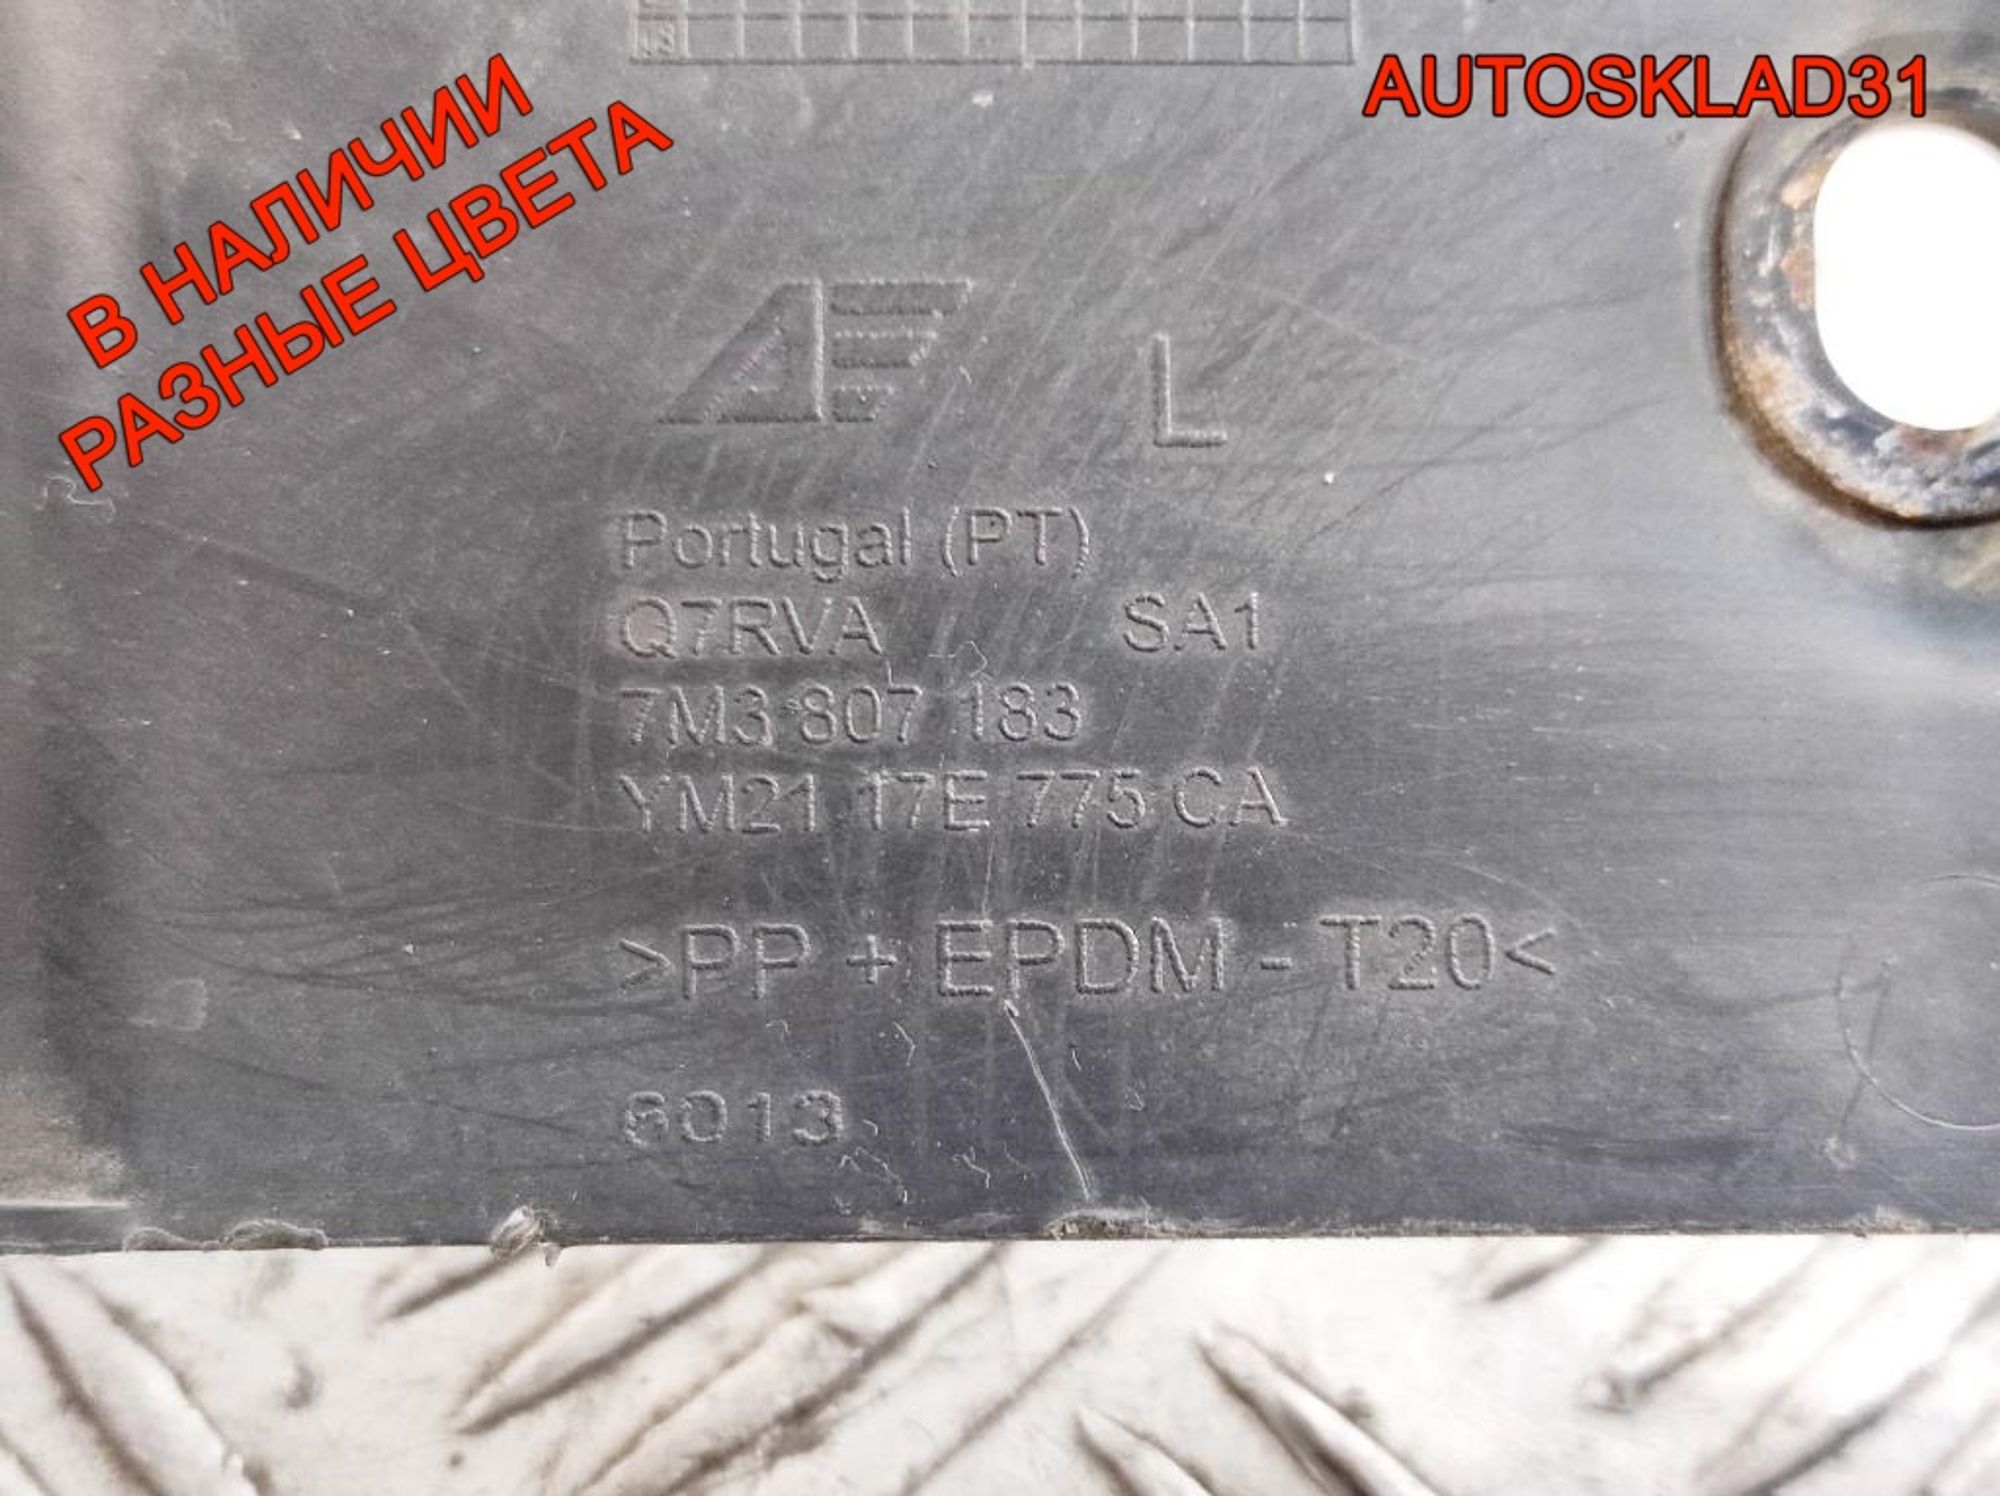 AUTOSKLAD31
В НАЛИЧИИ
РАЗНЫЕ ЦВЕТА
L
Portugal (PT)
Q7RVA SA1
7M3 807 183
YM21 17E 775 CA
>PP + EPDM - T20<
6013